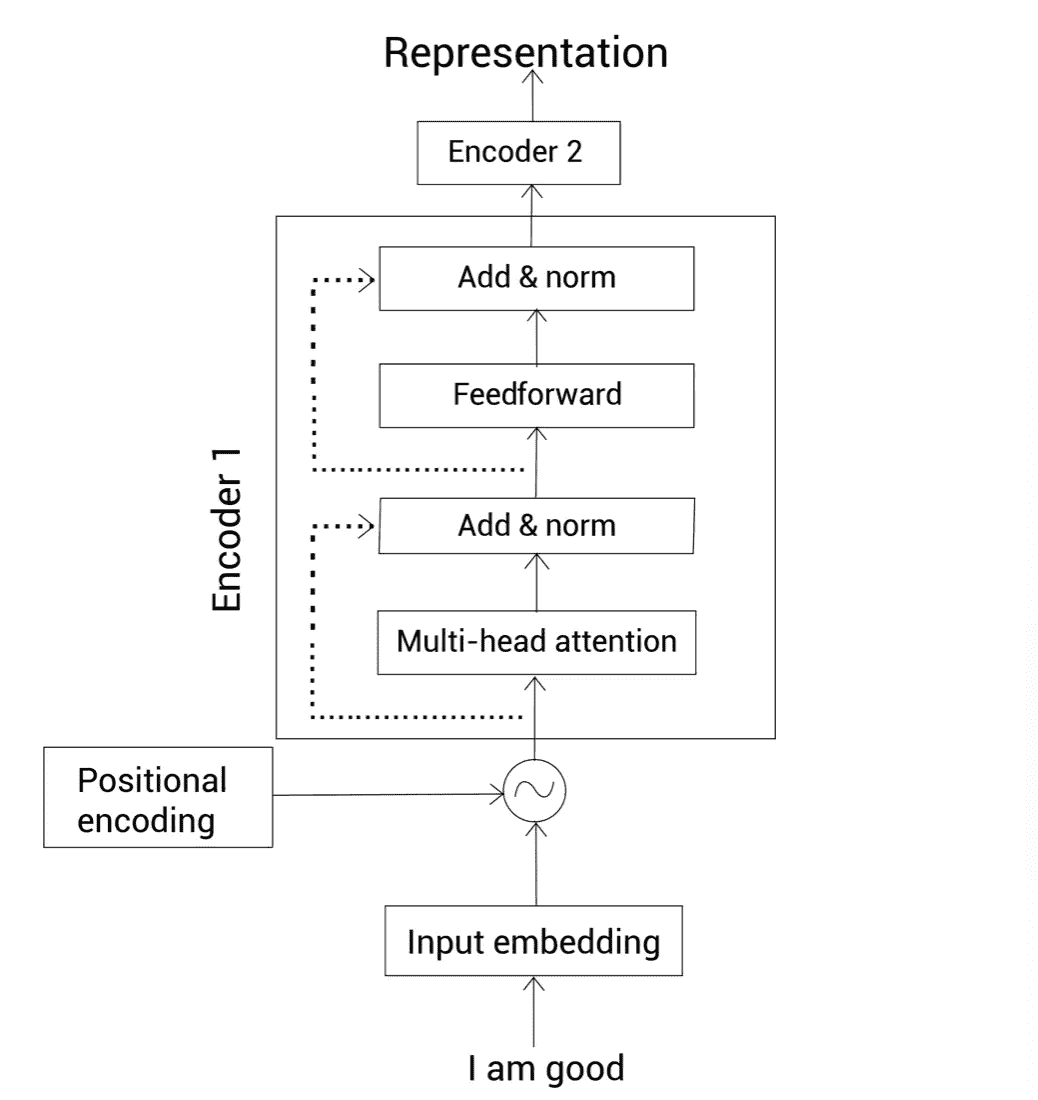 Representation
Encoder 2
Add & norm
Feedforward
Encoder 1
Add & norm
Multi-head attention
Positional
encoding
Input embedding
I am good